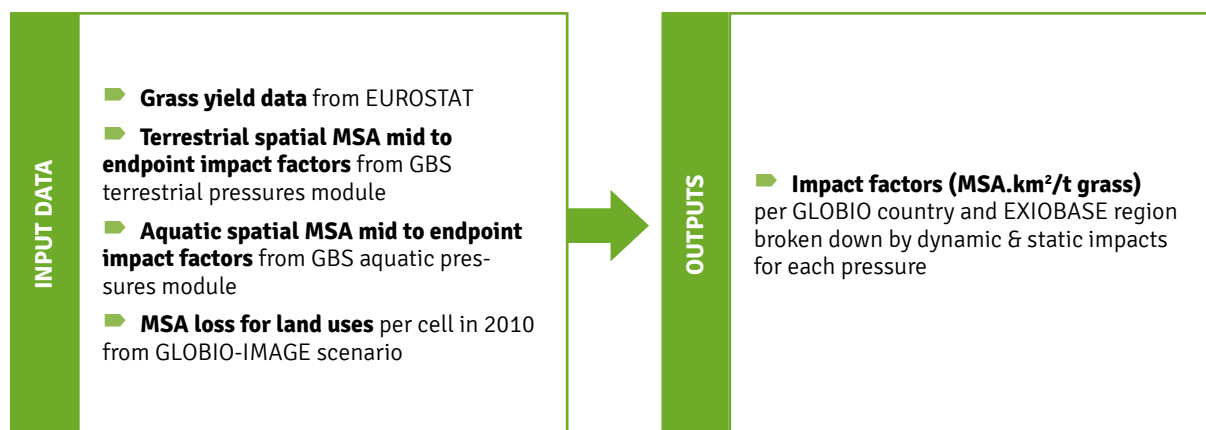 INPUT DATA
Grass yield data from EUROSTAT
Terrestrial spatial MSA mid to
endpoint impact factors from GBS
terrestrial pressures module
Aquatic spatial MSA mid to endpoint
impact factors from GBS aquatic pres-
sures module
MSA loss for land uses per cell in 2010
from GLOBIO-IMAGE scenario
OUTPUTS
Impact factors (MSA.km²/t grass)
per GLOBIO country and EXIOBASE region
broken down by dynamic & static impacts
for each pressure